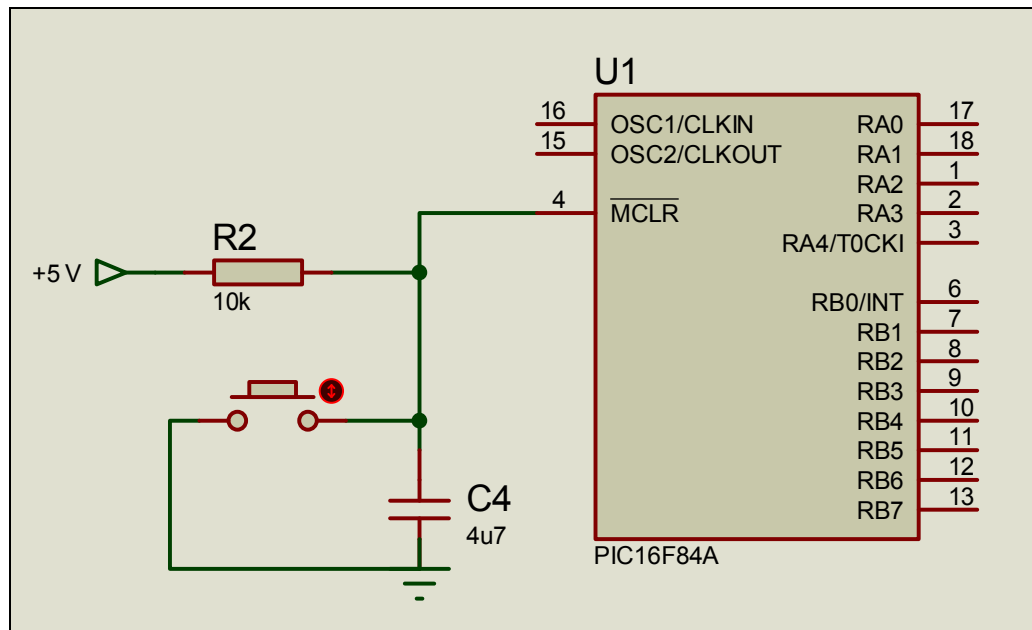 U1
16
OSC1/CLKIN
RA0
17
15
OSC2/CLKOUT
RA1
18
RA2
1
4
MCLR
RA3
2
RA4/T0CKI
3
R2
+5 V
10k
RB0/INT
6
RB1
7
RB2
8
RB3
9
RB4
10
RB5
11
RB6
12
RB7
13
C4
4u7
PIC16F84A